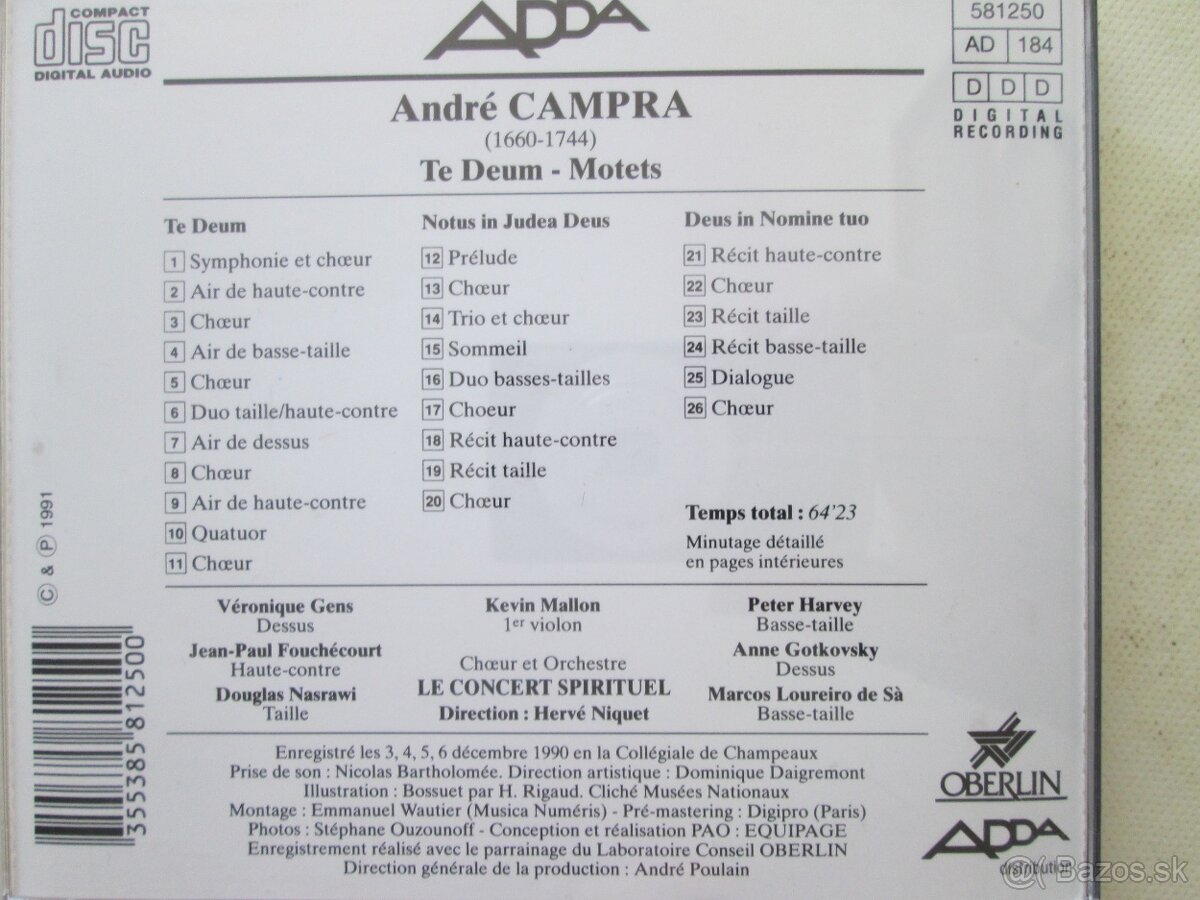 COMPACT
disc
DIGITAL AUDIO
ADDA
581250
AD 184
D D D
DIGITAL
RECORDING
André CAMPRA
(1660-1744)
Te Deum - Motets
Te Deum
1 Symphonie et chœur
2 Air de haute-contre
3 Chœur
4 Air de basse-taille
5 Chœur
6 Duo taille/haute-contre
7 Air de dessus
8 Chœur
9 Air de haute-contre
10 Quatuor
11 Chœur
Notus in Judea Deus
12 Prélude
13 Chœur
14 Trio et chœur
15 Sommeil
16 Duo basses-tailles
17 Choeur
18 Récit haute-contre
19 Récit taille
20 Chœur
Deus in Nomine tuo
21 Récit haute-contre
22 Chœur
23 Récit taille
24 Récit basse-taille
25 Dialogue
26 Chœur
Temps total : 64'23
Minutage détaillé
en pages intérieures
© & ℗ 1991
3355385812500
Véronique Gens
Dessus
Jean-Paul Fouchécourt
Haute-contre
Douglas Nasrawi
Taille
Kevin Mallon
1er violon
Chœur et Orchestre
LE CONCERT SPIRITUEL
Direction : Hervé Niquet
Peter Harvey
Basse-taille
Anne Gotkovsky
Dessus
Marcos Loureiro de Sà
Basse-taille
Enregistré les 3, 4, 5, 6 décembre 1990 en la Collégiale de Champeaux
Prise de son : Nicolas Bartholomée. Direction artistique : Dominique Daigremont
Illustration : Bossuet par H. Rigaud. Cliché Musées Nationaux
Montage : Emmanuel Wautier (Musica Numéris) - Pré-mastering : Digipro (Paris)
Photos : Stéphane Ouzounoff - Conception et réalisation PAO : EQUIPAGE
Enregistrement réalisé avec le parrainage du Laboratoire Conseil OBERLIN
Direction générale de la production : André Poulain
OBERLIN
ADDA
distribution
Bazos.sk